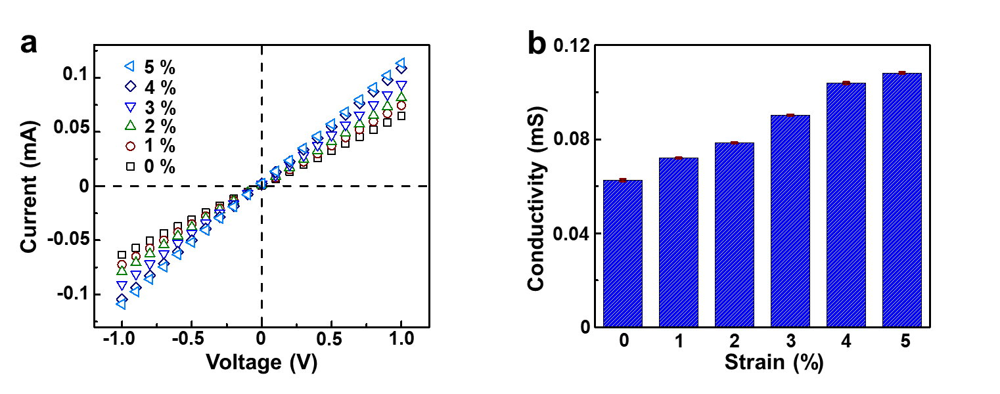 a
5 %
4 %
3 %
2 %
1 %
0 %
0.1
0.05
0
-0.05
-0.1
Current (mA)
-1.0 -0.5 0 0.5 1.0
Voltage (V)
b
0.12
0.08
0.04
0
Conductivity (mS)
0 1 2 3 4 5
Strain (%)